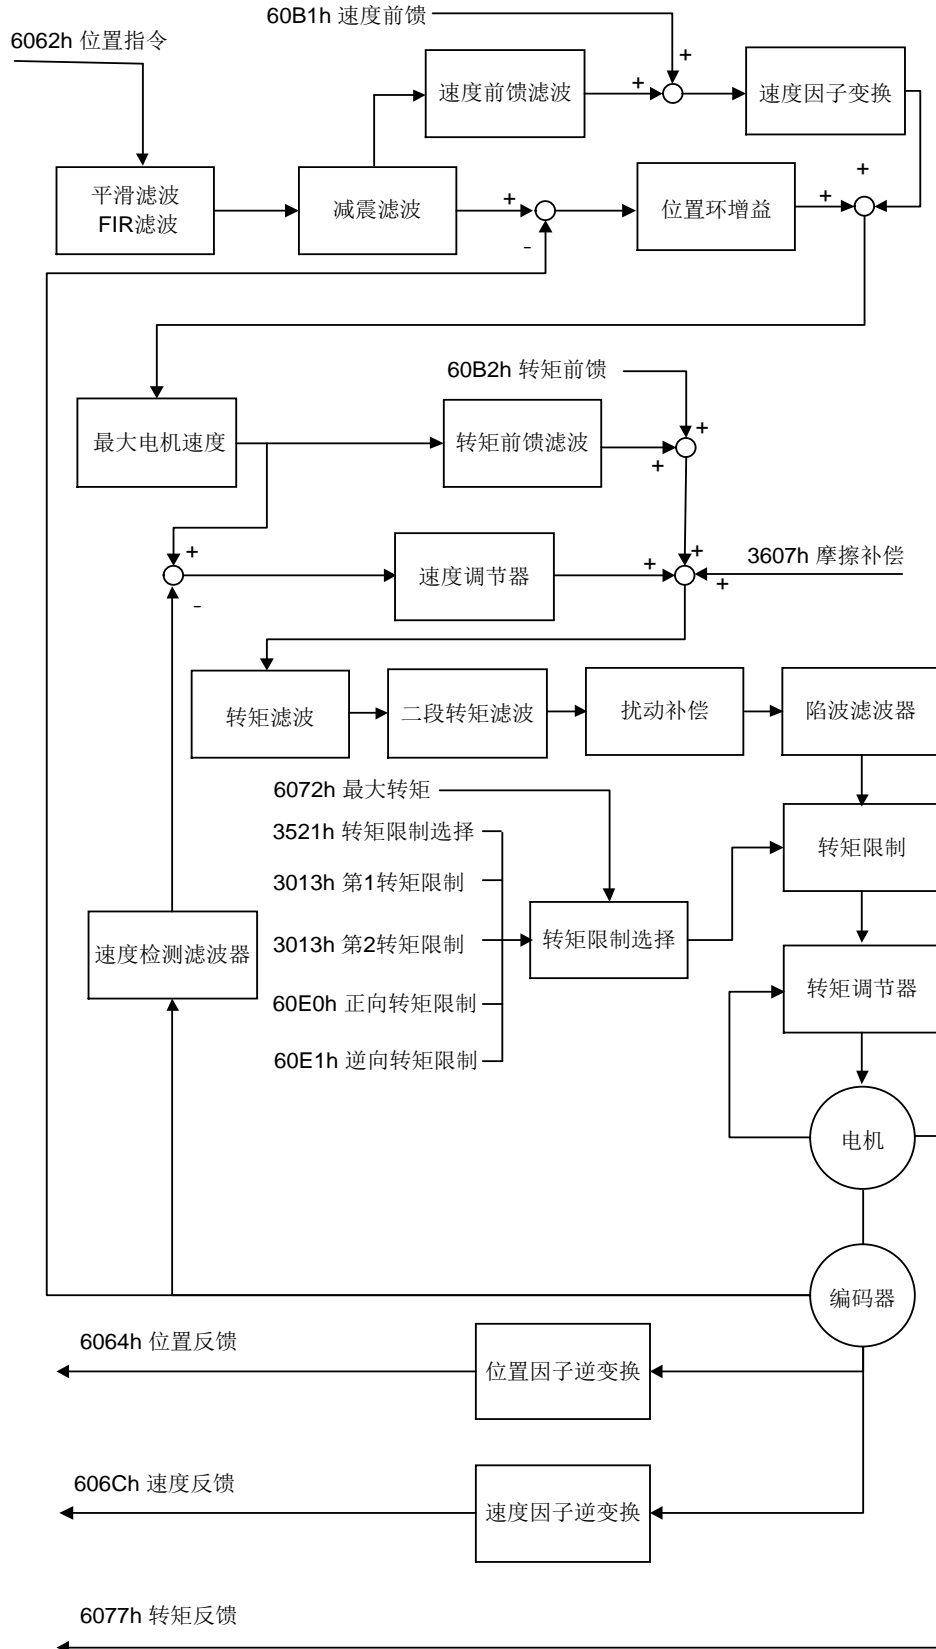 60B1h 速度前馈
6062h 位置指令
+
速度前馈滤波
+
速度因子变换
平滑滤波
FIR滤波
减震滤波
+
-
位置环增益
+
+
+
60B2h 转矩前馈
最大电机速度
转矩前馈滤波
+
+
+
-
速度调节器
+
+
+
3607h 摩擦补偿
转矩滤波
二段转矩滤波
扰动补偿
陷波滤波器
6072h 最大转矩
3521h 转矩限制选择
3013h 第1转矩限制
3013h 第2转矩限制
60E0h 正向转矩限制
60E1h 逆向转矩限制
转矩限制选择
转矩限制
速度检测滤波器
转矩调节器
电机
编码器
6064h 位置反馈
位置因子逆变换
606Ch 速度反馈
速度因子逆变换
6077h 转矩反馈